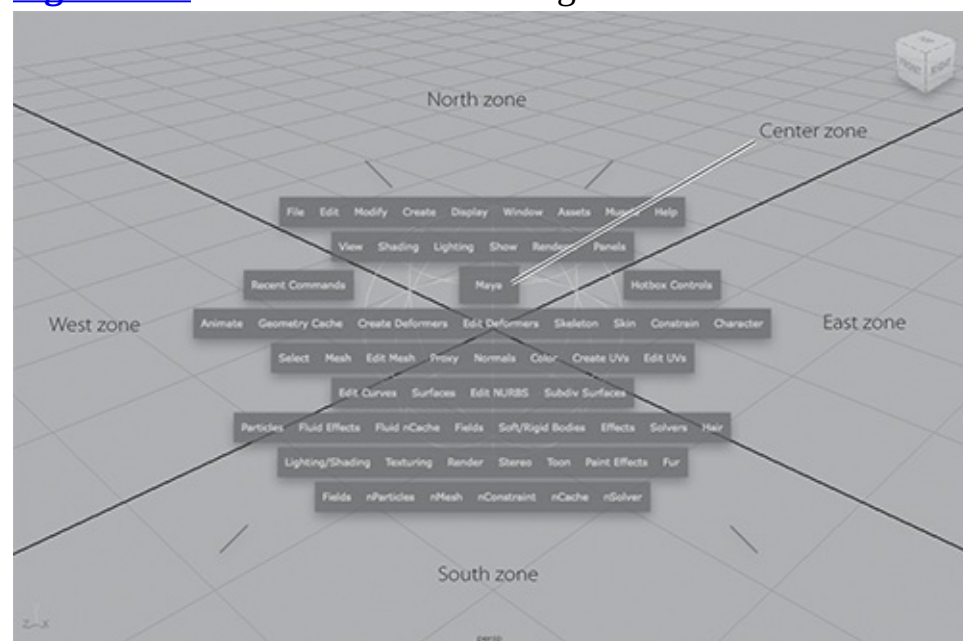 North zone
Center zone
File Edit Modify Create Display Window Assets Muscle Help
View Shading Lighting Show Renderer Panels
Recent Commands Maya Hotbox Controls
Animate Geometry Cache Create Deformers Edit Deformers Skeleton Skin Constrain Character
West zone East zone
Select Mesh Edit Mesh Proxy Normals Color Create UVs Edit UVs
Edit Curves Surfaces Edit NURBS Subdiv Surfaces
Particles Fluid Effects Fluid nCache Fields Soft/Rigid Bodies Effects Solvers Hair
Lighting/Shading Texturing Render Stereo Toon Paint Effects Fur
Fields nParticles nMesh nConstraint nCache nSolver
South zone
persp